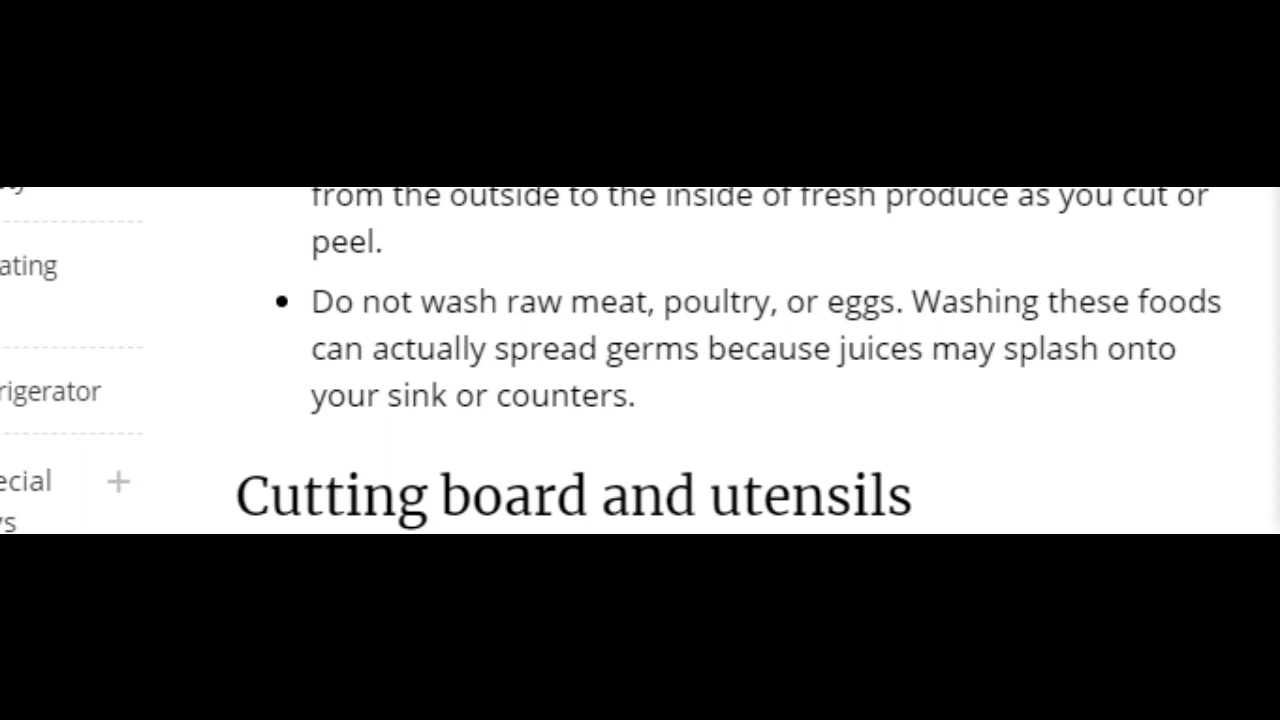 from the outside to the inside of fresh produce as you cut or
peel.
ating
• Do not wash raw meat, poultry, or eggs. Washing these foods
can actually spread germs because juices may splash onto
rigerator
your sink or counters.
ecial +
Cutting board and utensils